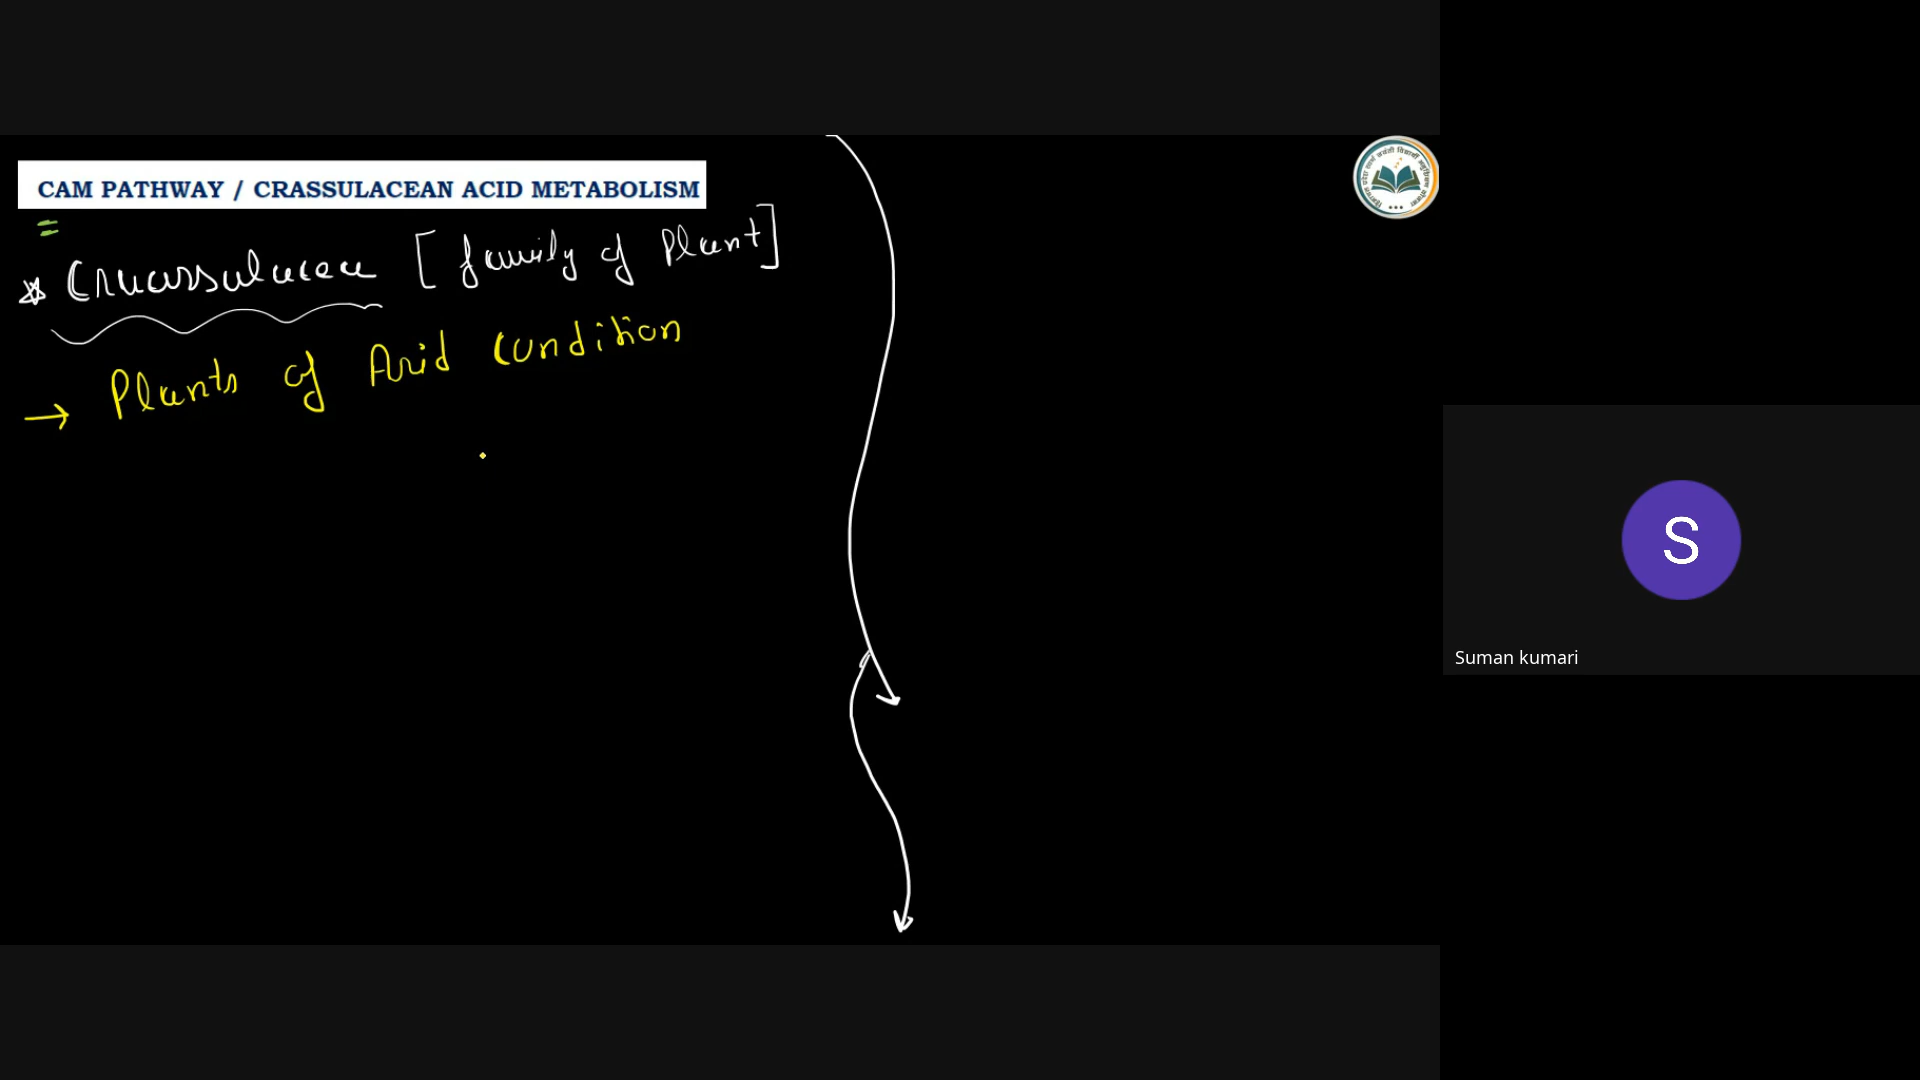 CAM PATHWAY / CRASSULACEAN ACID METABOLISM
=
* Crassulacea [family of Plant]
→ Plants of Arid Condition
S
Suman kumari